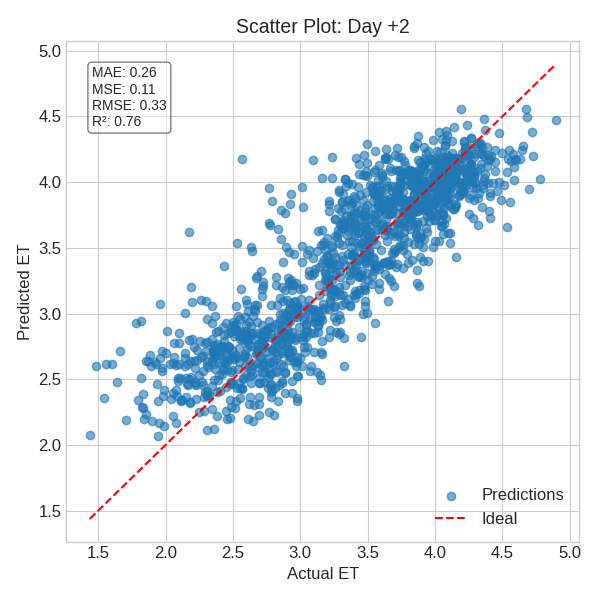 Scatter Plot: Day +2
MAE: 0.26
MSE: 0.11
RMSE: 0.33
R²: 0.76
5.0
4.5
4.0
3.5
3.0
2.5
2.0
1.5
Predicted ET
Predictions
Ideal
1.5 2.0 2.5 3.0 3.5 4.0 4.5 5.0
Actual ET